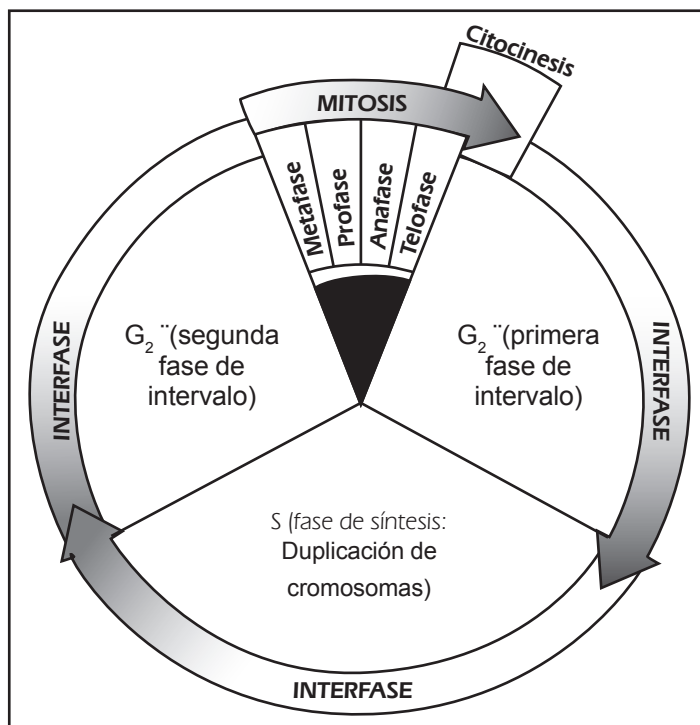 Citocinesis
MITOSIS
Metafase
Profase
Anafase
Telofase
G₂ ¨(segunda
fase de
intervalo)
G₂ ¨(primera
fase de
intervalo)
INTERFASE
INTERFASE
S (fase de síntesis:
Duplicación de
cromosomas)
INTERFASE